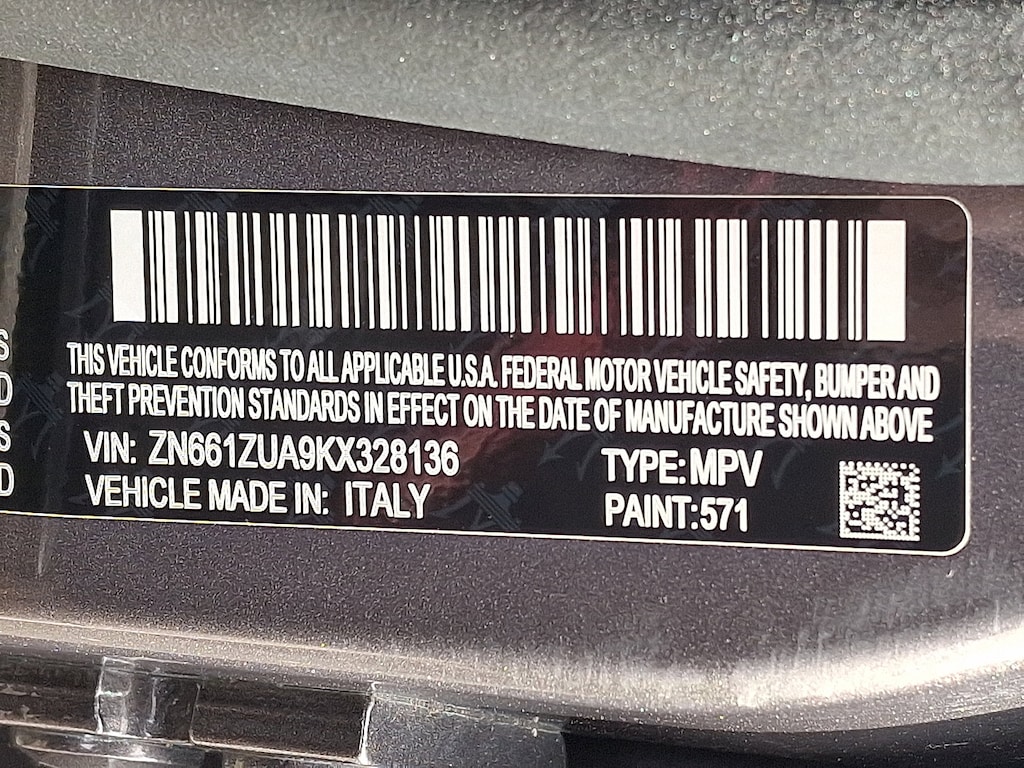 THIS VEHICLE CONFORMS TO ALL APPLICABLE U.S.A. FEDERAL MOTOR VEHICLE SAFETY, BUMPER AND
THEFT PREVENTION STANDARDS IN EFFECT ON THE DATE OF MANUFACTURE SHOWN ABOVE
VIN: ZN661ZUA9KX328136
VEHICLE MADE IN: ITALY
TYPE: MPV
PAINT: 571
S
D
S
D